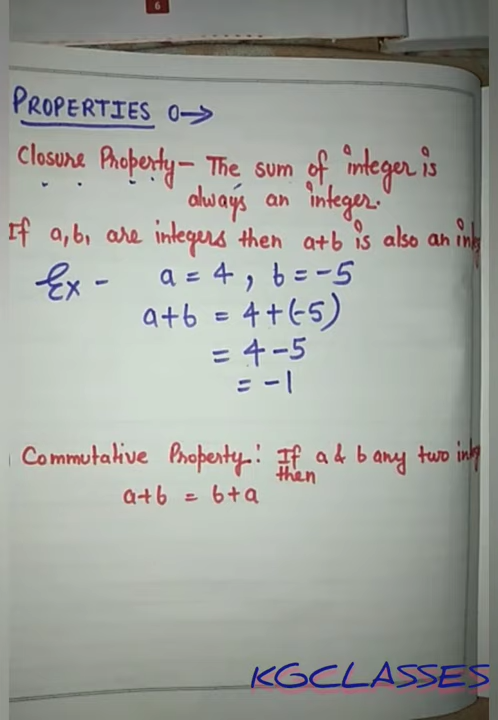 6
PROPERTIES
Closure Property - The sum of integer is
always an integer.
If a, b, are integers then a+b is also an
Ex - a = 4, b = -5
a+b = 4+(-5)
= 4-5
= -1
Commutative Property: If a & b any two
then
a+b = b+a
KGCLASSES